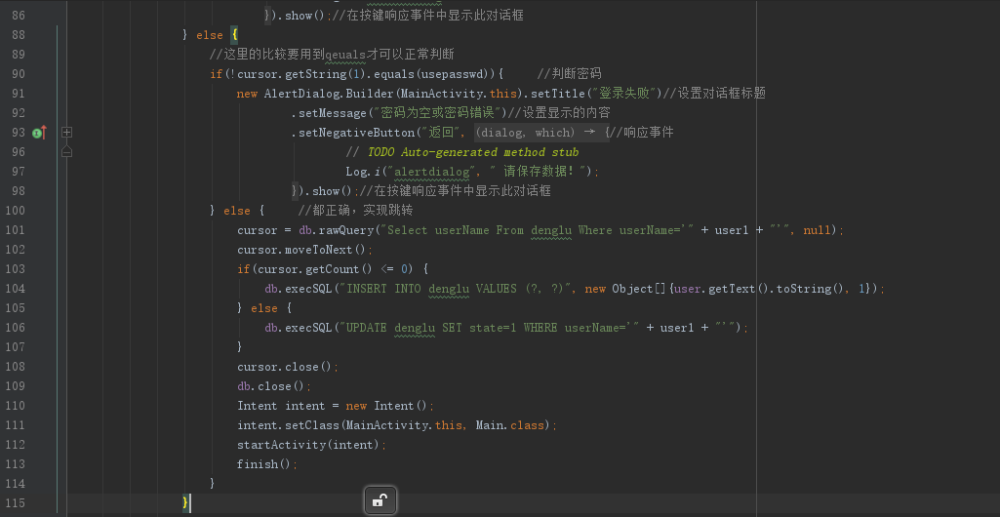 86 }).show();//在按键响应事件中显示此对话框
88 } else {
89 //这里的比较要用到qeuals才可以正常判断
90 if(!cursor.getString(1).equals(usepasswd)){ //判断密码
91 new AlertDialog.Builder(MainActivity.this).setTitle("登录失败")//设置对话框标题
92 .setMessage("密码为空或密码错误")//设置显示的内容
93 .setNegativeButton("返回", (dialog, which) → {//响应事件
96 // TODO Auto-generated method stub
97 Log.i("alertdialog", " 请保存数据! ");
98 }).show();//在按键响应事件中显示此对话框
100 } else { //都正确,实现跳转
101 cursor = db.rawQuery("Select userName From denglu Where userName='" + user1 + "'", null);
102 cursor.moveToNext();
103 if(cursor.getCount() <= 0) {
104 db.execSQL("INSERT INTO denglu VALUES (?, ?)", new Object[]{user.getText().toString(), 1});
105 } else {
106 db.execSQL("UPDATE denglu SET state=1 WHERE userName='" + user1 + "'");
107 }
108 cursor.close();
109 db.close();
110 Intent intent = new Intent();
111 intent.setClass(MainActivity.this, Main.class);
112 startActivity(intent);
113 finish();
114 }
115 }